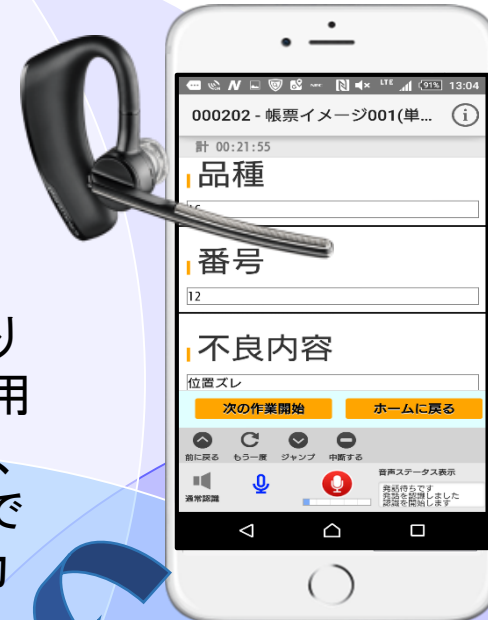 LTE 91% 13:04
000202 - 帳票イメージ001(単...
計 00:21:55
品種
番号
12
不良内容
位置ズレ
次の作業開始 ホームに戻る
前に戻る もう一度 ジャンプ 中断する
音声ステータス表示
通常認識
発話待ちです
発話を認識しました
認識を開始します
り
用
、
で